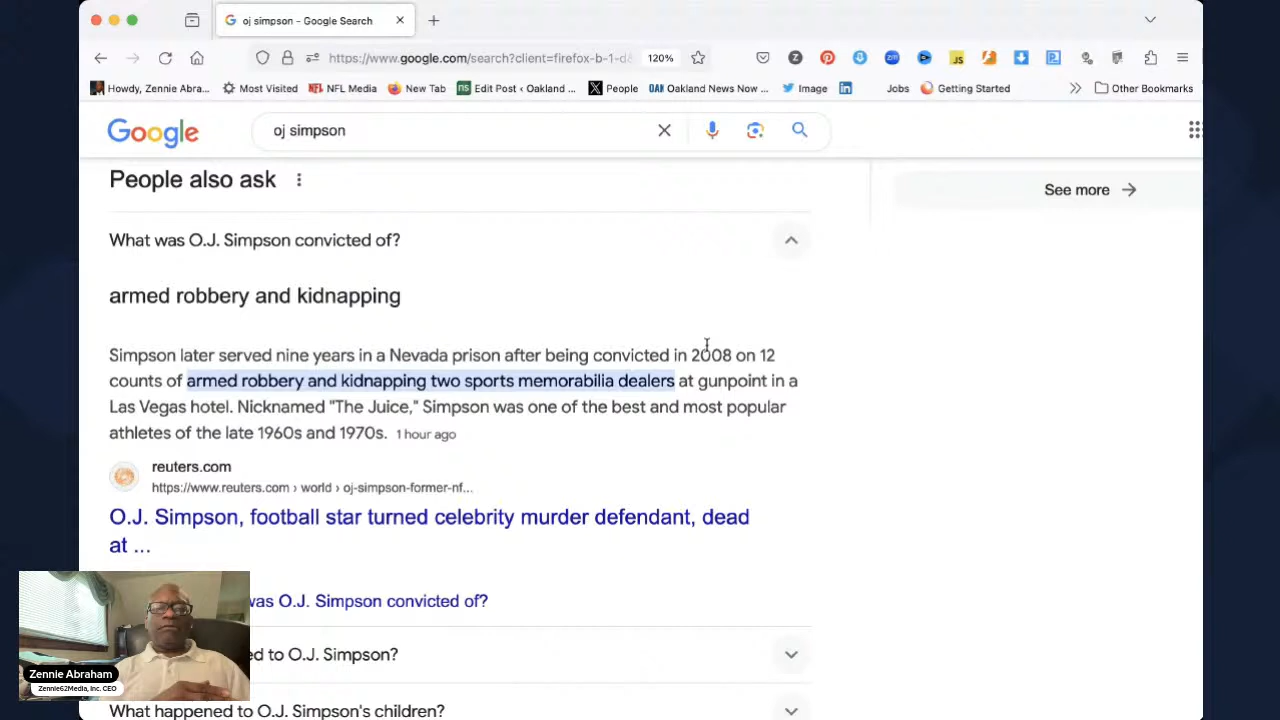 oj simpson - Google Search
https://www.google.com/search?client=firefox-b-1-d&
120%
Howdy, Zennie Abra...
Most Visited
NFL Media
New Tab
Edit Post ‹ Oakland ...
People
Oakland News Now ...
Image
Jobs
Getting Started
Other Bookmarks
Google
oj simpson
People also ask
See more
What was O.J. Simpson convicted of?
armed robbery and kidnapping
Simpson later served nine years in a Nevada prison after being convicted in 2008 on 12
counts of armed robbery and kidnapping two sports memorabilia dealers at gunpoint in a
Las Vegas hotel. Nicknamed "The Juice," Simpson was one of the best and most popular
athletes of the late 1960s and 1970s. 1 hour ago
reuters.com
https://www.reuters.com › world › oj-simpson-former-nf...
O.J. Simpson, football star turned celebrity murder defendant, dead
at ...
was O.J. Simpson convicted of?
ed to O.J. Simpson?
What happened to O.J. Simpson's children?
Zennie Abraham
Zennie62Media, Inc. CEO